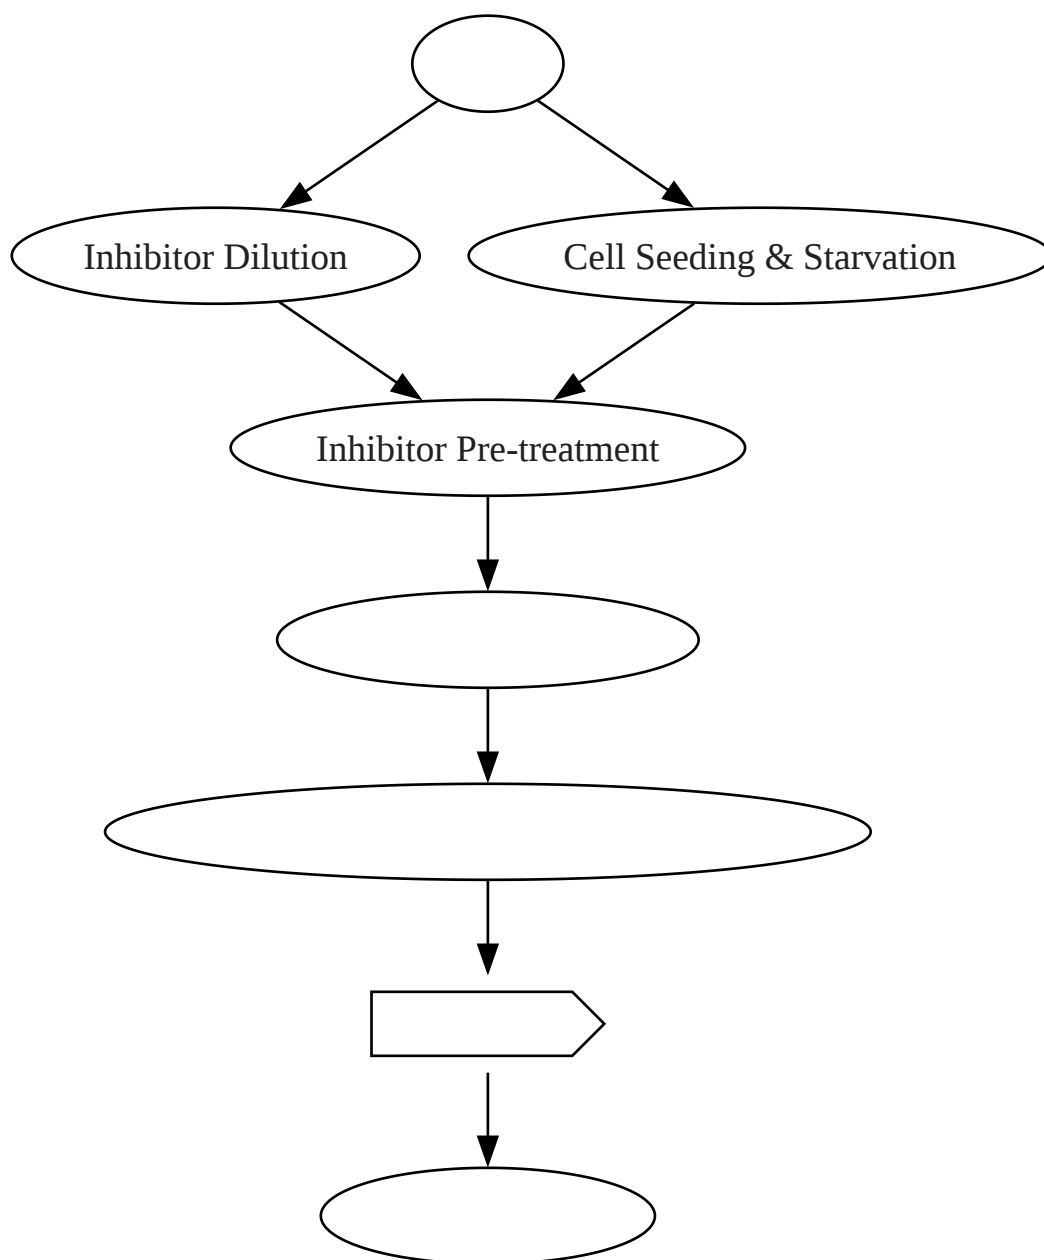 Inhibitor Dilution
Cell Seeding & Starvation
Inhibitor Pre-treatment